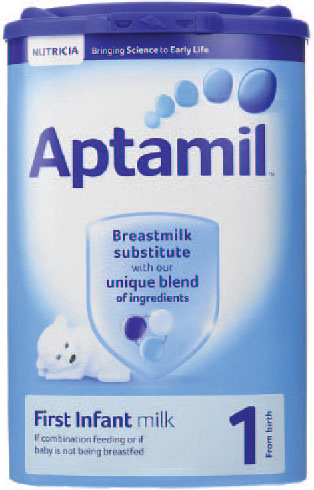 NUTRICIA Bringing Science to Early Life
Aptamil™
Breastmilk
substitute
with our
unique blend
of ingredients
First Infant milk
If combination feeding or if
baby is not being breastfed
1
From birth